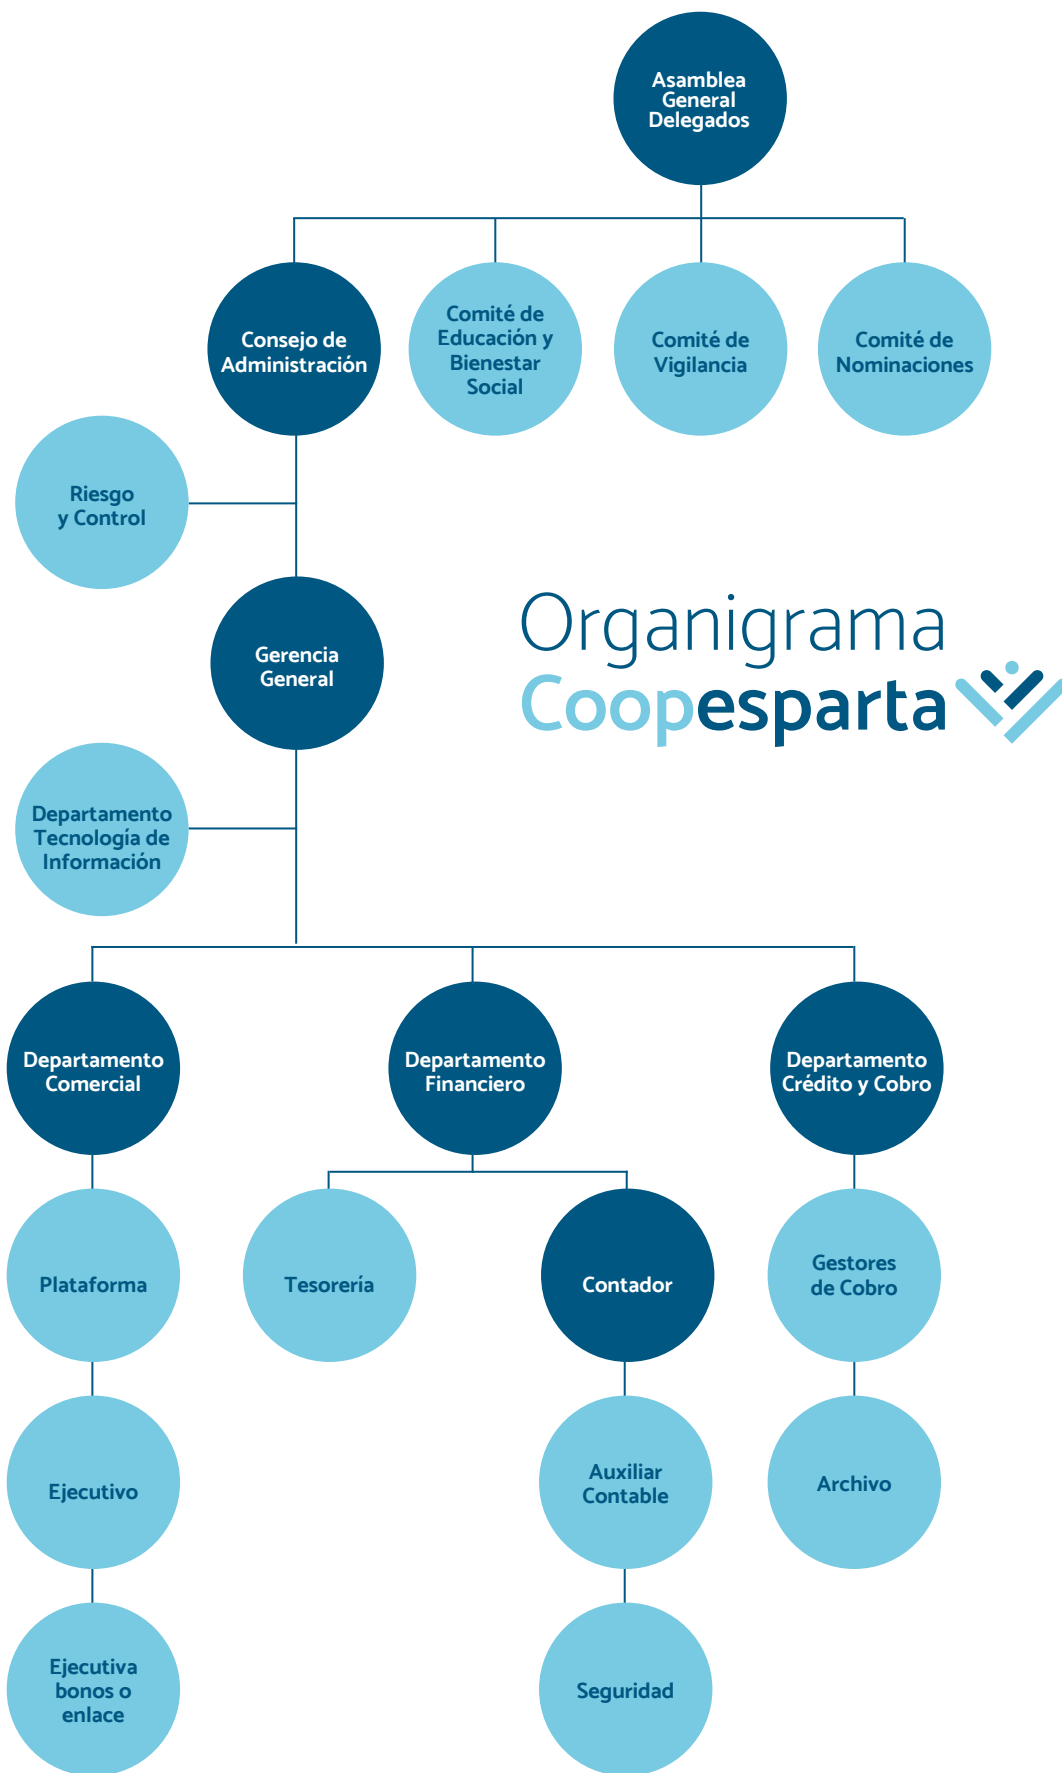 Asamblea
General
Delegados
Consejo de
Administración
Comité de
Educación y
Bienestar
Social
Comité de
Vigilancia
Comité de
Nominaciones
Riesgo
y Control
Gerencia
General
Organigrama
Coopesparta
Departamento
Tecnología de
Información
Departamento
Comercial
Departamento
Financiero
Departamento
Crédito y Cobro
Plataforma
Tesorería
Contador
Gestores
de Cobro
Ejecutivo
Auxiliar
Contable
Archivo
Ejecutiva
bonos o
enlace
Seguridad